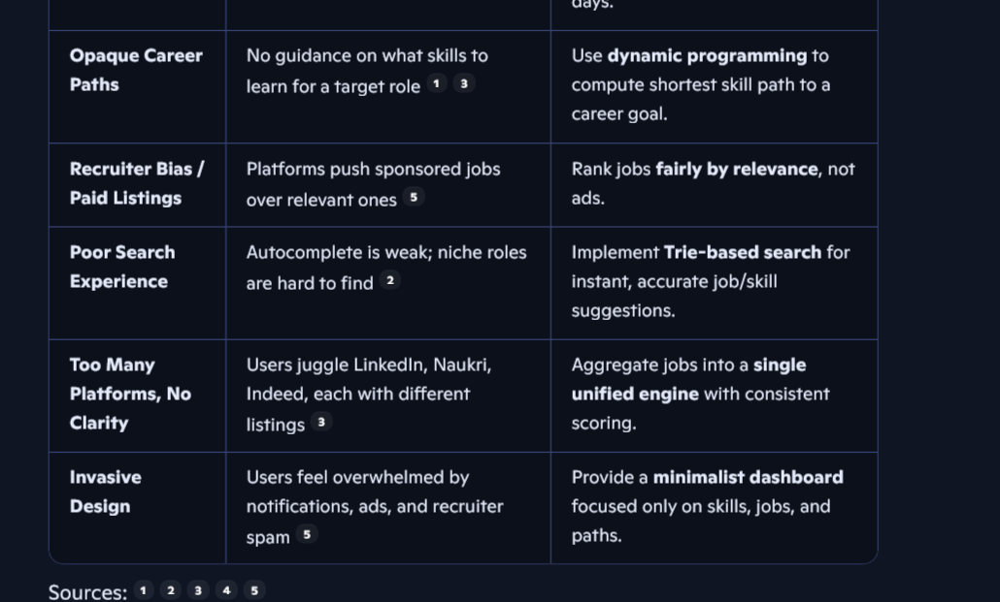 days.
Opaque Career
Paths
No guidance on what skills to
learn for a target role 1 3
Use dynamic programming to
compute shortest skill path to a
career goal.
Recruiter Bias /
Paid Listings
Platforms push sponsored jobs
over relevant ones 5
Rank jobs fairly by relevance, not
ads.
Poor Search
Experience
Autocomplete is weak; niche roles
are hard to find 2
Implement Trie-based search for
instant, accurate job/skill
suggestions.
Too Many
Platforms, No
Clarity
Users juggle LinkedIn, Naukri,
Indeed, each with different
listings 3
Aggregate jobs into a single
unified engine with consistent
scoring.
Invasive
Design
Users feel overwhelmed by
notifications, ads, and recruiter
spam 5
Provide a minimalist dashboard
focused only on skills, jobs, and
paths.
Sources: 1 2 3 4 5